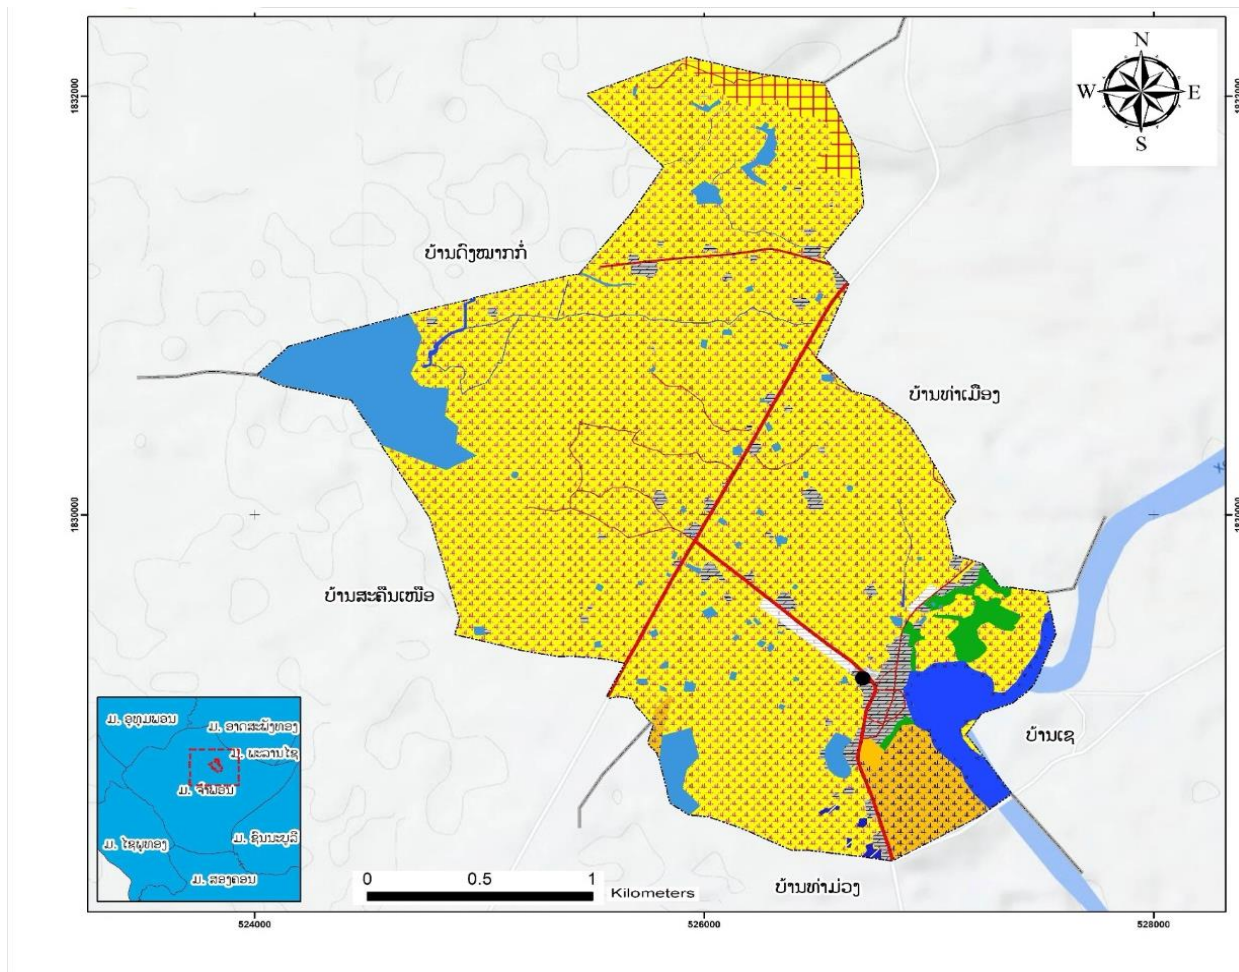 N
W E
S
1832000
1832000
ບ້ານດົງໝາກກໍ່
ບ້ານທ່າເມືອງ
1830000
1830000
ບ້ານສະຄືນເໜືອ
ບ້ານເຊ
ມ. ອຸທຸມພອນ
ມ. ອາດສະພັງທອງ
ມ. ພະລານໄຊ
ມ. ຈຳພອນ
ມ. ຊົນນະບູລີ
ມ. ໄຊພູທອງ
ມ. ສອງຄອນ
0 0.5 1
Kilometers
ບ້ານທ່າມ່ວງ
524000
526000
528000